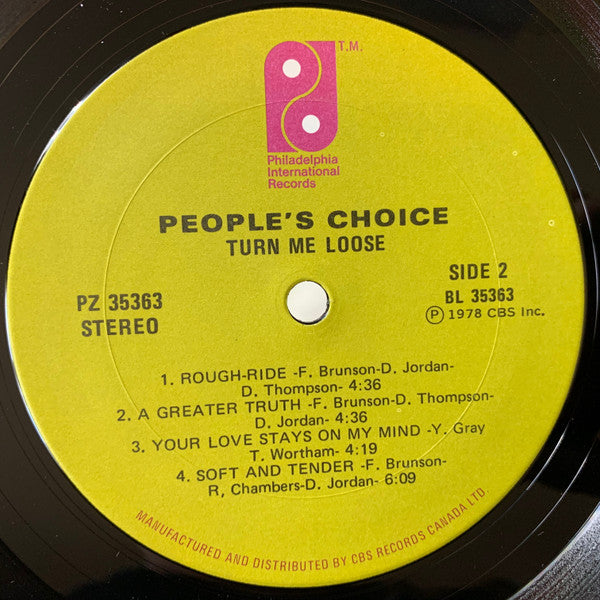 T.M.
Philadelphia
International
Records
PEOPLE'S CHOICE
TURN ME LOOSE
PZ 35363
STEREO
SIDE 2
BL 35363
Ⓟ 1978 CBS Inc.
1. ROUGH-RIDE -F. Brunson-D. Jordan-
D. Thompson- 4:36
2. A GREATER TRUTH -F. Brunson-D. Thompson-
D. Jordan- 4:36
3. YOUR LOVE STAYS ON MY MIND -Y. Gray
T. Wortham- 4:19
4. SOFT AND TENDER -F. Brunson-
R, Chambers-D. Jordan- 6:09
MANUFACTURED AND DISTRIBUTED BY CBS RECORDS CANADA LTD.